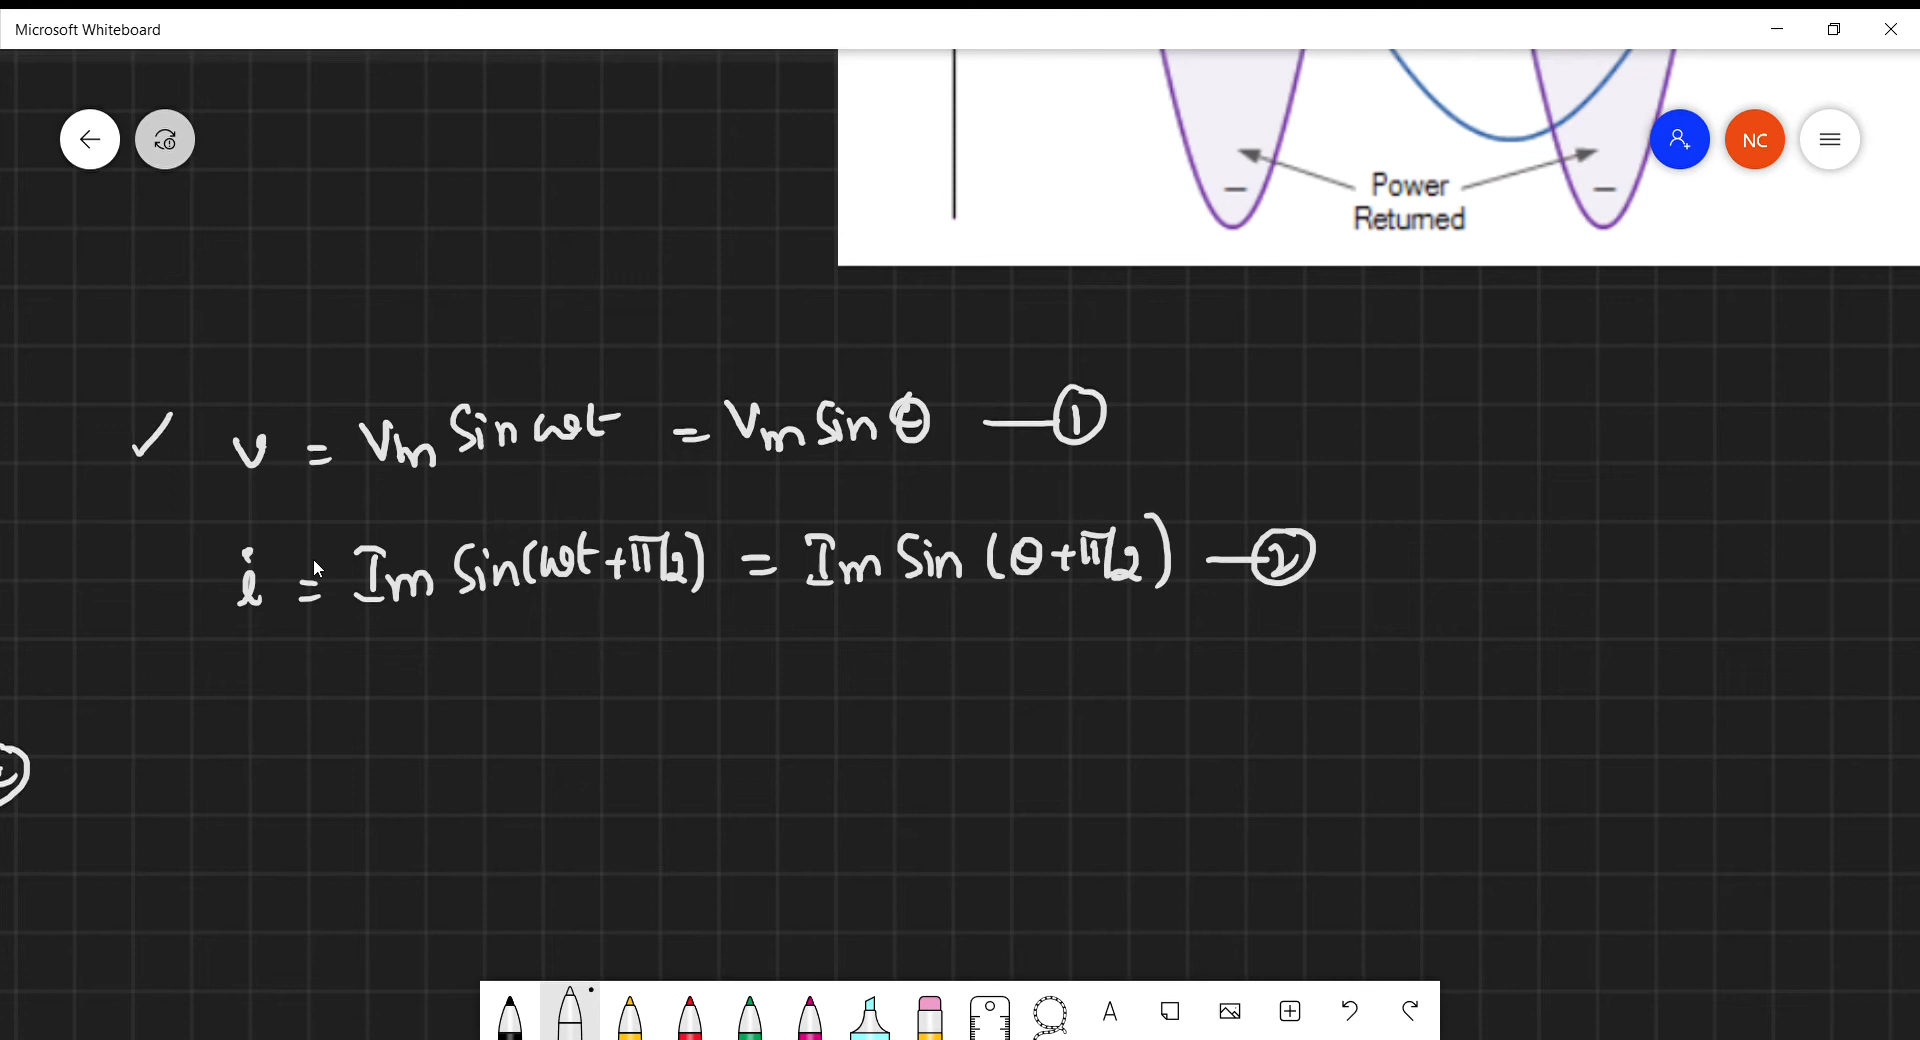 Microsoft Whiteboard
NC
Power
Returned
v = Vm Sin ωt = Vm Sin θ — ①
i = Im Sin(ωt + π/2) = Im Sin (θ + π/2) — ②
A